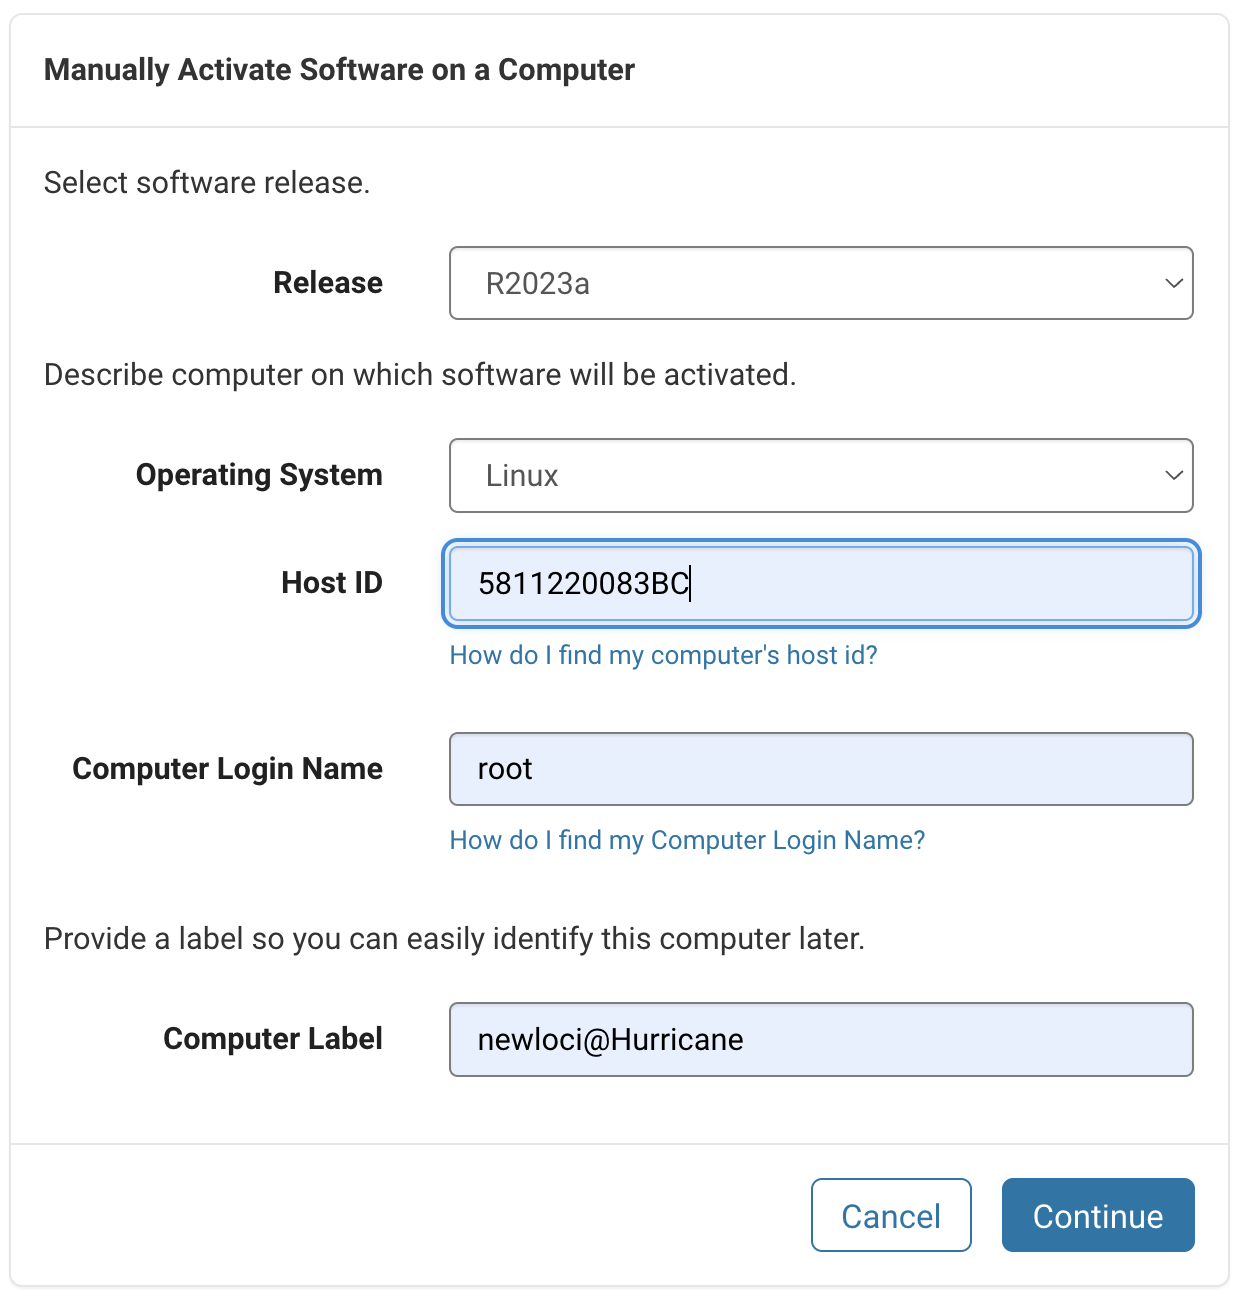 Manually Activate Software on a Computer
Select software release.
Release R2023a
Describe computer on which software will be activated.
Operating System Linux
Host ID 5811220083BC
How do I find my computer's host id?
Computer Login Name root
How do I find my Computer Login Name?
Provide a label so you can easily identify this computer later.
Computer Label newloci@Hurricane
Cancel Continue